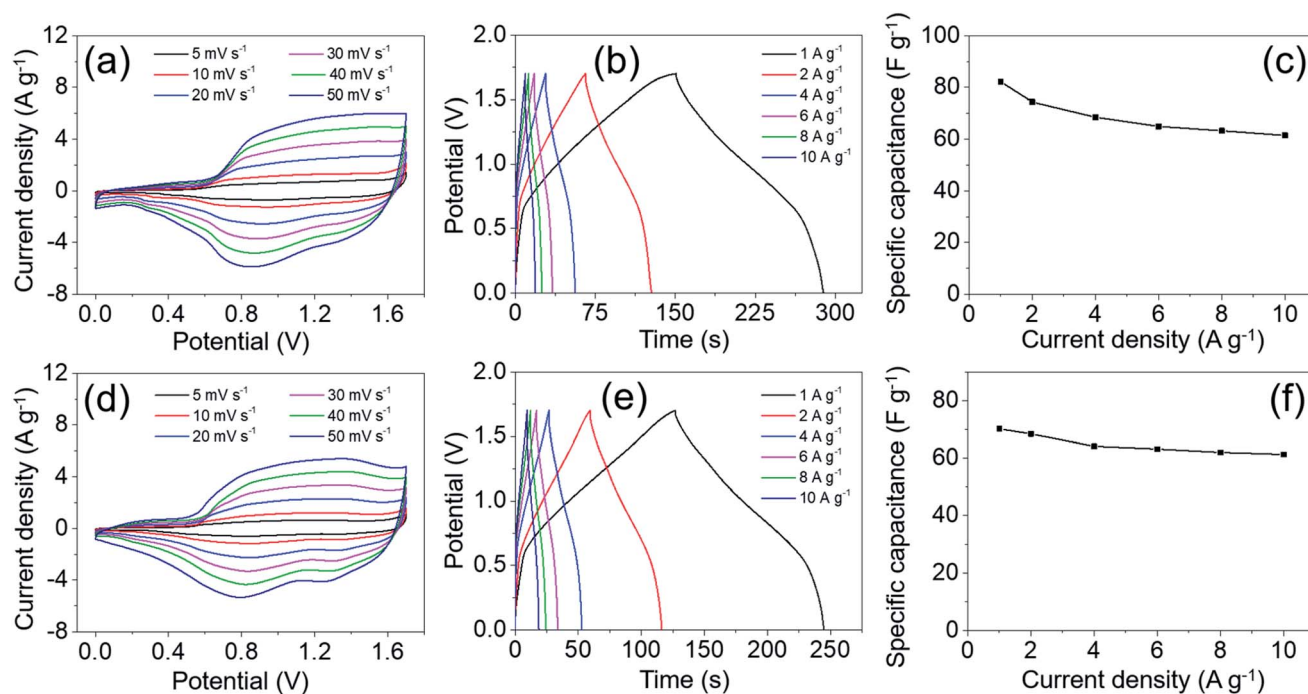 (a)
5 mV s⁻¹ 30 mV s⁻¹
10 mV s⁻¹ 40 mV s⁻¹
20 mV s⁻¹ 50 mV s⁻¹
Current density (A g⁻¹)
12
8
4
0
-4
-8
0.0 0.4 0.8 1.2 1.6
Potential (V)
(b)
1 A g⁻¹
2 A g⁻¹
4 A g⁻¹
6 A g⁻¹
8 A g⁻¹
10 A g⁻¹
Potential (V)
2.0
1.5
1.0
0.5
0.0
0 75 150 225 300
Time (s)
(c)
Specific capacitance (F g⁻¹)
100
80
60
40
20
0
0 2 4 6 8 10
Current density (A g⁻¹)
(d)
5 mV s⁻¹ 30 mV s⁻¹
10 mV s⁻¹ 40 mV s⁻¹
20 mV s⁻¹ 50 mV s⁻¹
Current density (A g⁻¹)
12
8
4
0
-4
-8
0.0 0.4 0.8 1.2 1.6
Potential (V)
(e)
1 A g⁻¹
2 A g⁻¹
4 A g⁻¹
6 A g⁻¹
8 A g⁻¹
10 A g⁻¹
Potential (V)
2.0
1.5
1.0
0.5
0.0
0 50 100 150 200 250
Time (s)
(f)
Specific capacitance (F g⁻¹)
80
60
40
20
0
0 2 4 6 8 10
Current density (A g⁻¹)